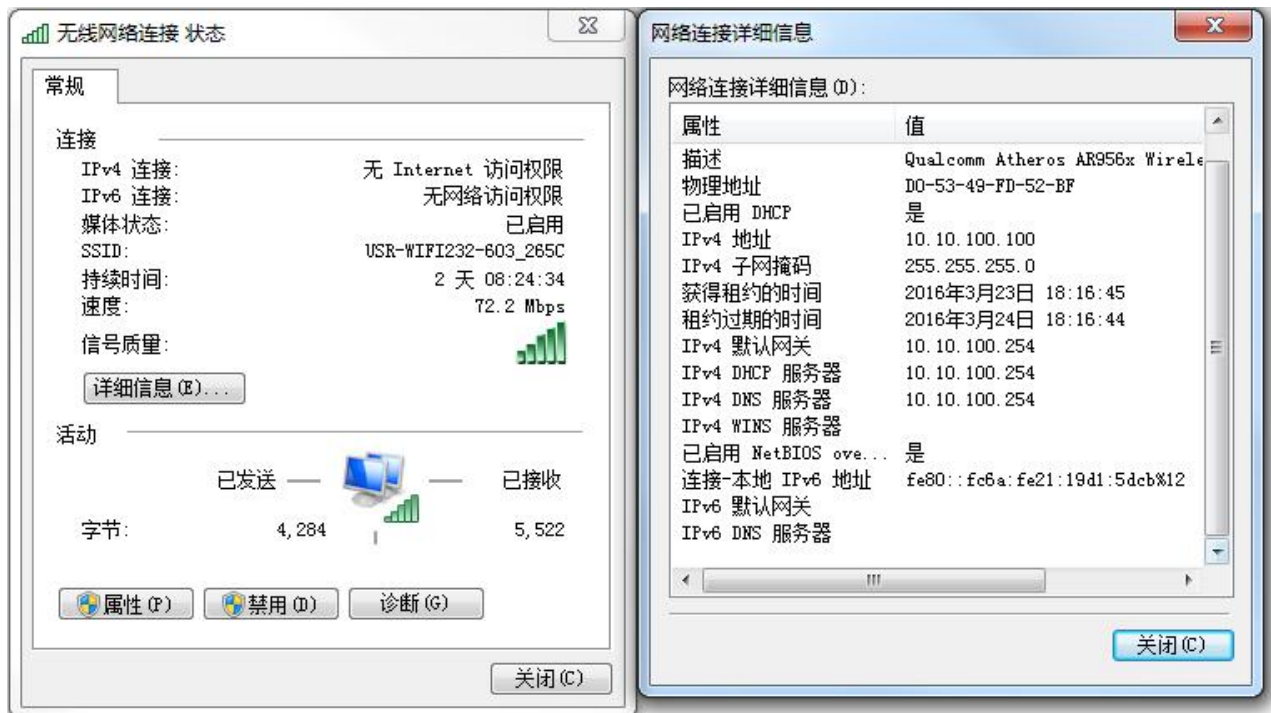 无线网络连接 状态
常规
连接
IPv4 连接: 无 Internet 访问权限
IPv6 连接: 无网络访问权限
媒体状态: 已启用
SSID: USR-WIFI232-603_265C
持续时间: 2 天 08:24:34
速度: 72.2 Mbps
信号质量:
详细信息(E)...
活动
已发送 — — 已接收
字节: 4,284 5,522
属性(P) 禁用(D) 诊断(G)
关闭(C)
网络连接详细信息
网络连接详细信息(D):
属性 值
描述 Qualcomm Atheros AR956x Wirele
物理地址 D0-53-49-FD-52-BF
已启用 DHCP 是
IPv4 地址 10.10.100.100
IPv4 子网掩码 255.255.255.0
获得租约的时间 2016年3月23日 18:16:45
租约过期的时间 2016年3月24日 18:16:44
IPv4 默认网关 10.10.100.254
IPv4 DHCP 服务器 10.10.100.254
IPv4 DNS 服务器 10.10.100.254
IPv4 WINS 服务器
已启用 NetBIOS ove... 是
连接-本地 IPv6 地址 fe80::fc6a:fe21:19d1:5dcb%12
IPv6 默认网关
IPv6 DNS 服务器
关闭(C)